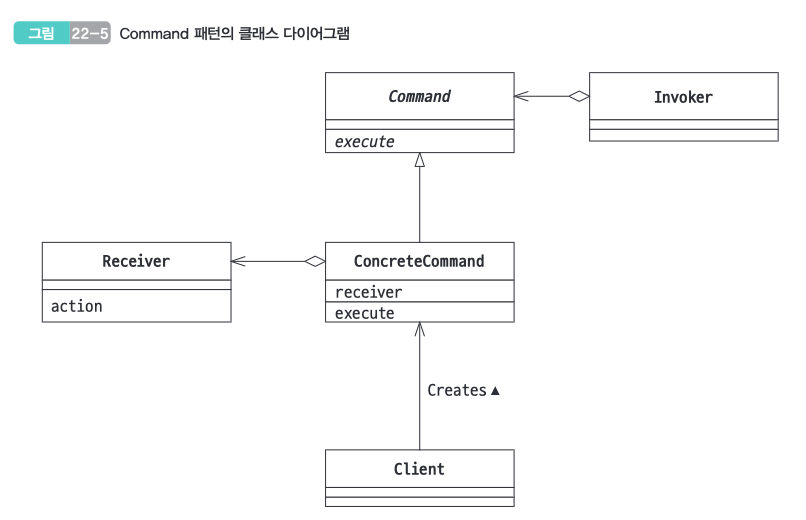 그림 22-5 Command 패턴의 클래스 다이어그램
Command
execute
Invoker
Receiver
action
ConcreteCommand
receiver
execute
Creates ▲
Client